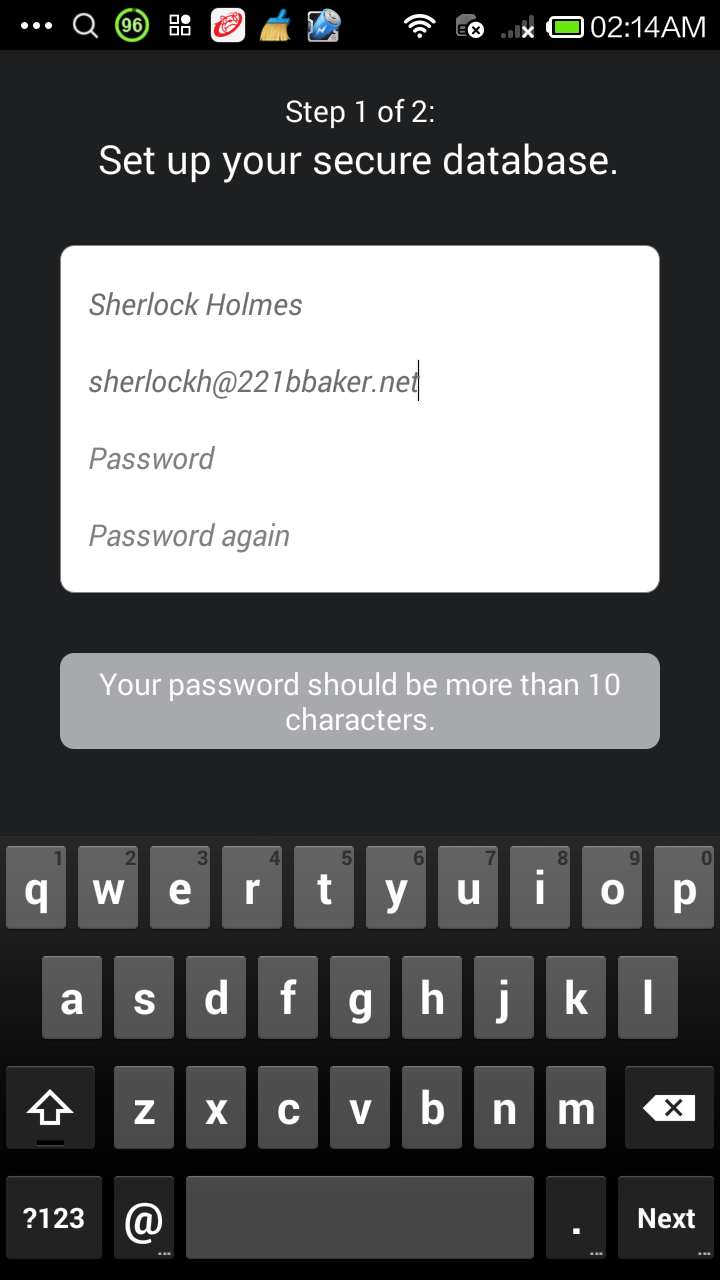 96
02:14AM
Step 1 of 2:
Set up your secure database.
Sherlock Holmes
sherlockh@221bbaker.net
Password
Password again
Your password should be more than 10
characters.
1 2 3 4 5 6 7 8 9 0
q w e r t y u i o p
a s d f g h j k l
z x c v b n m
?123 @ . Next